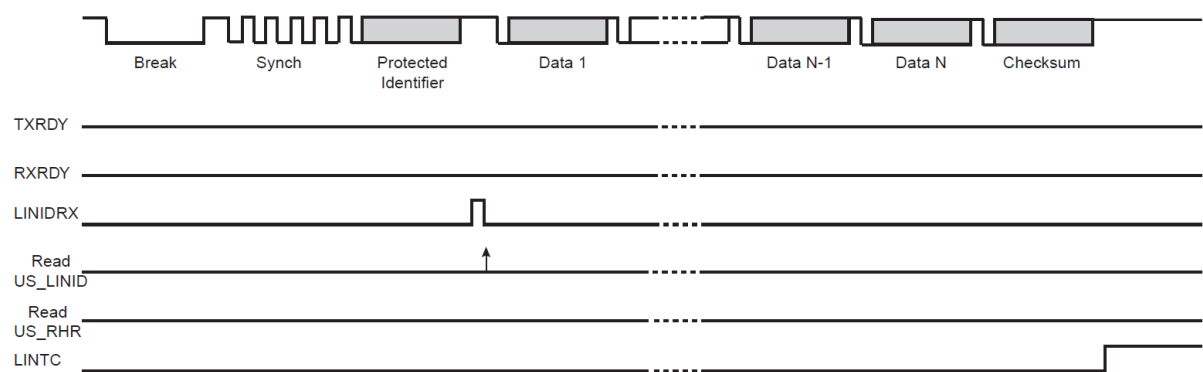 Break Synch Protected Data 1 Data N-1 Data N Checksum
Identifier
TXRDY
RXRDY
LINIDRX
Read
US_LINID
Read
US_RHR
LINTC